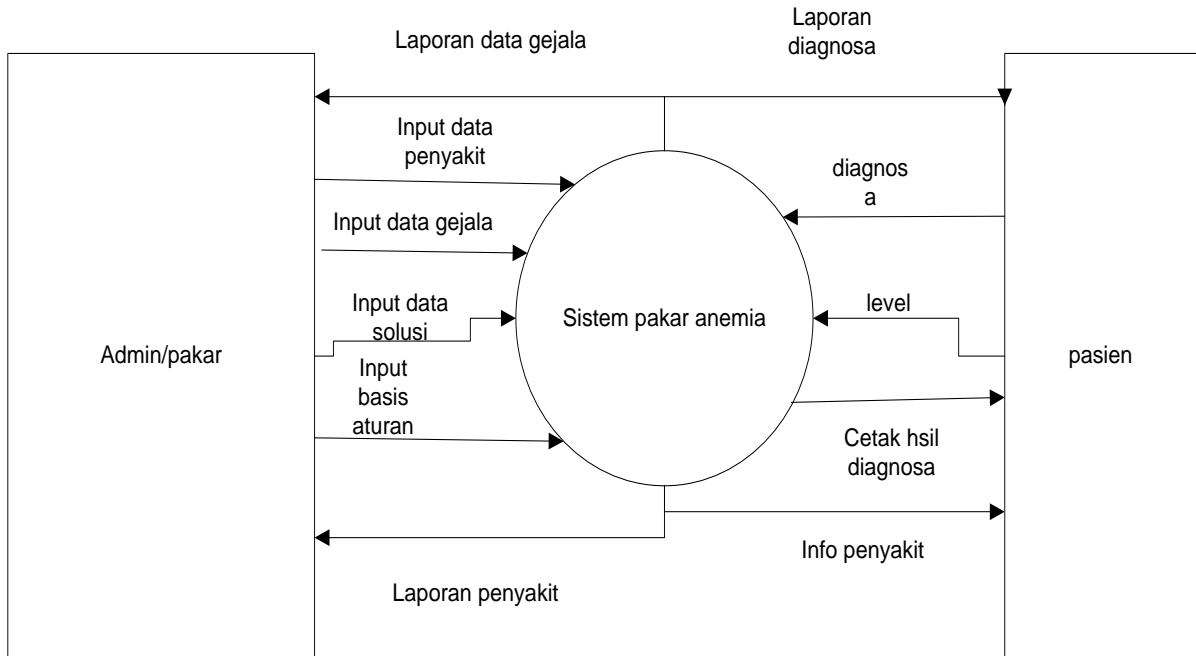 Laporan data gejala
Laporan
diagnosa
Input data
penyakit
diagnos
a
Input data gejala
Input data
solusi
level
Sistem pakar anemia
Admin/pakar
pasien
Input
basis
aturan
Cetak hsil
diagnosa
Info penyakit
Laporan penyakit